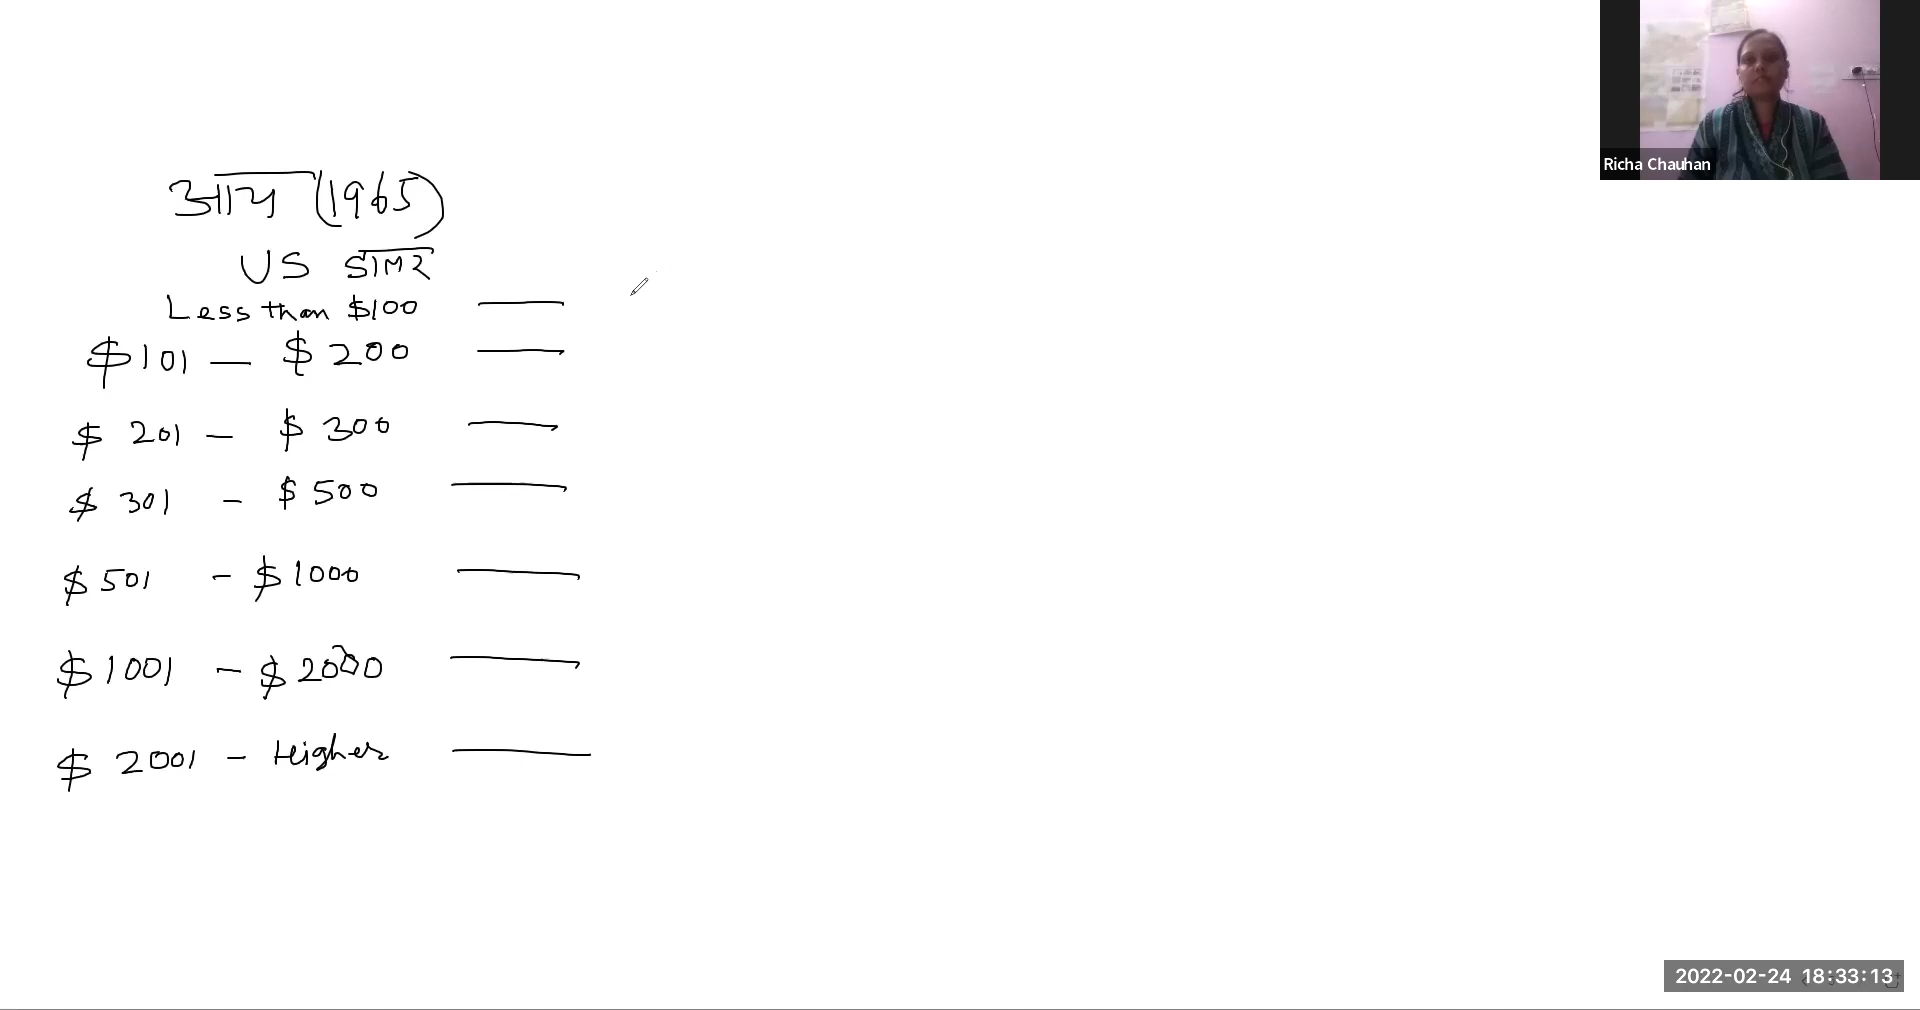 Richa Chauhan
आय (1965)
US डालर
Less than $100 —
$101 — $200 —
$ 201 — $ 300 —
$ 301 - $ 500 —
$ 501 - $ 1000 —
$ 1001 - $ 2000 —
$ 2001 - Higher —
2022-02-24 18:33:13